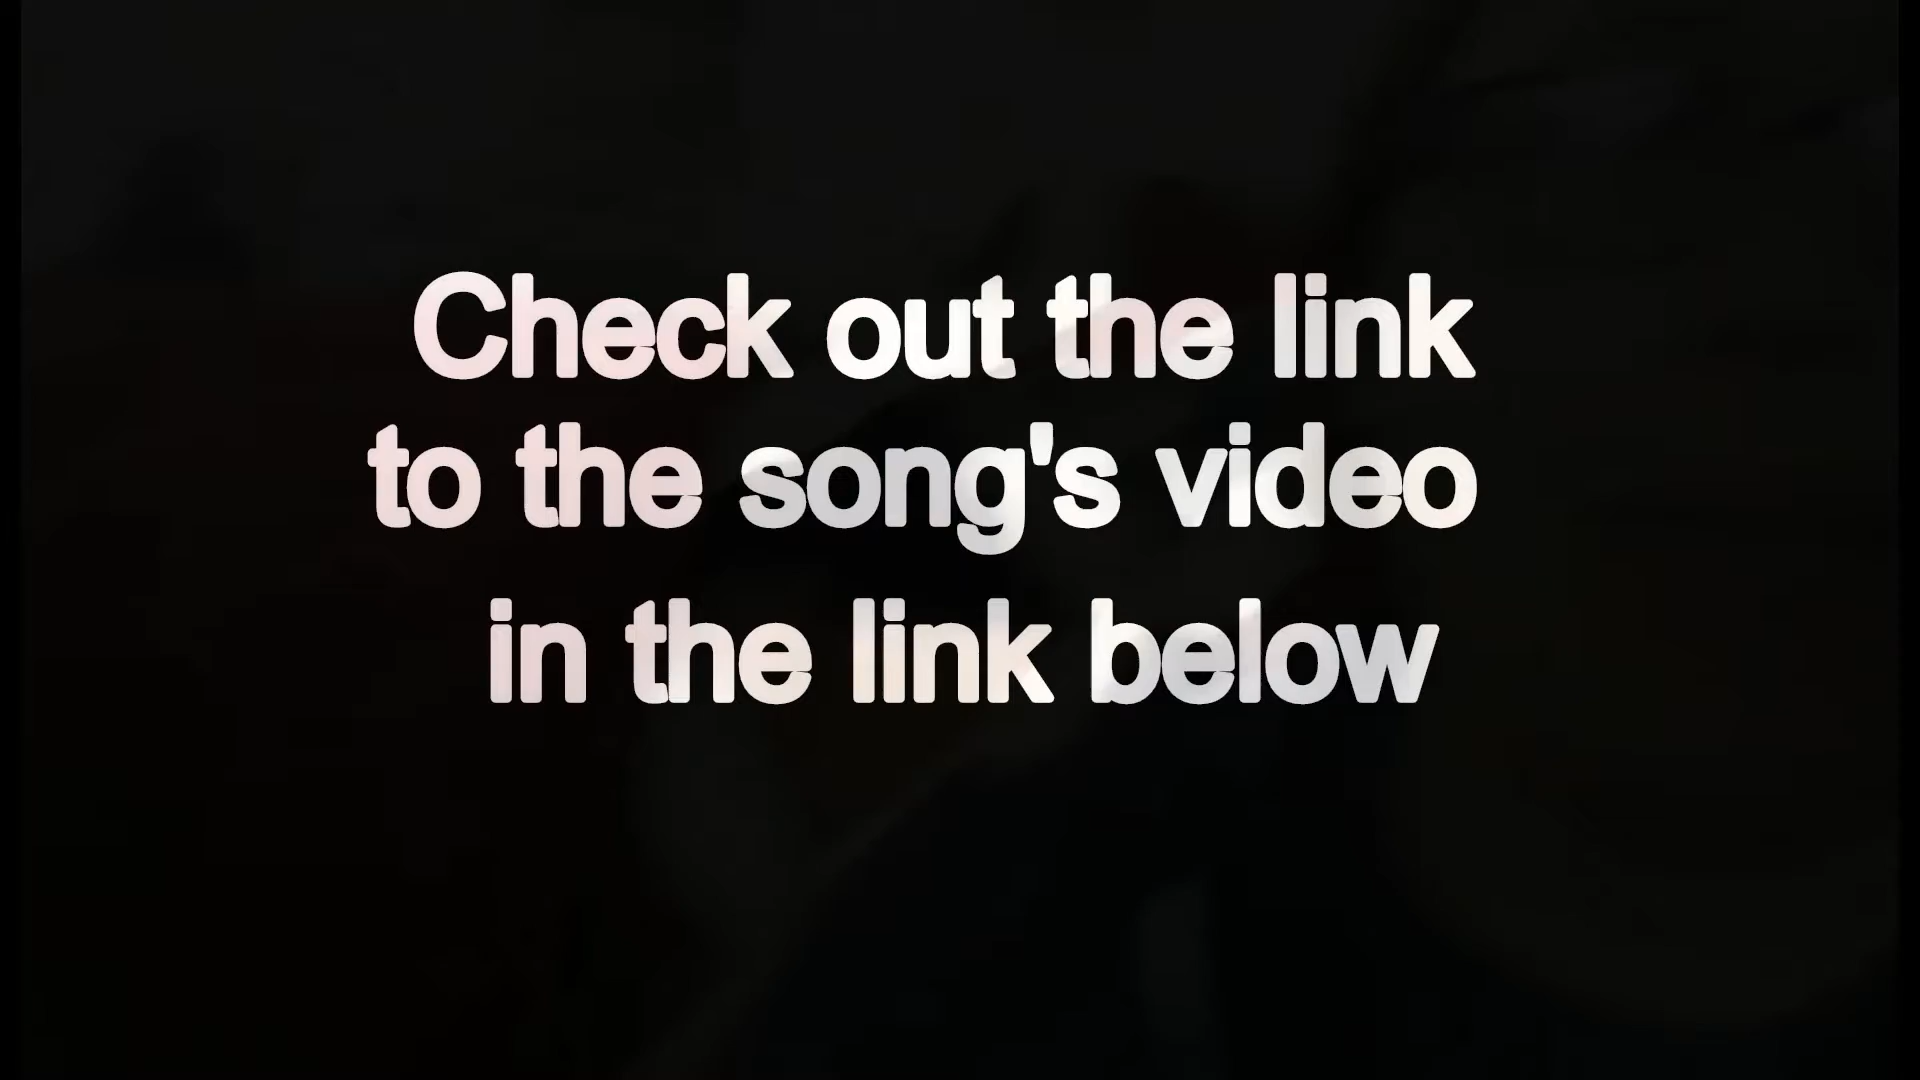 Check out the link
to the song's video
in the link below